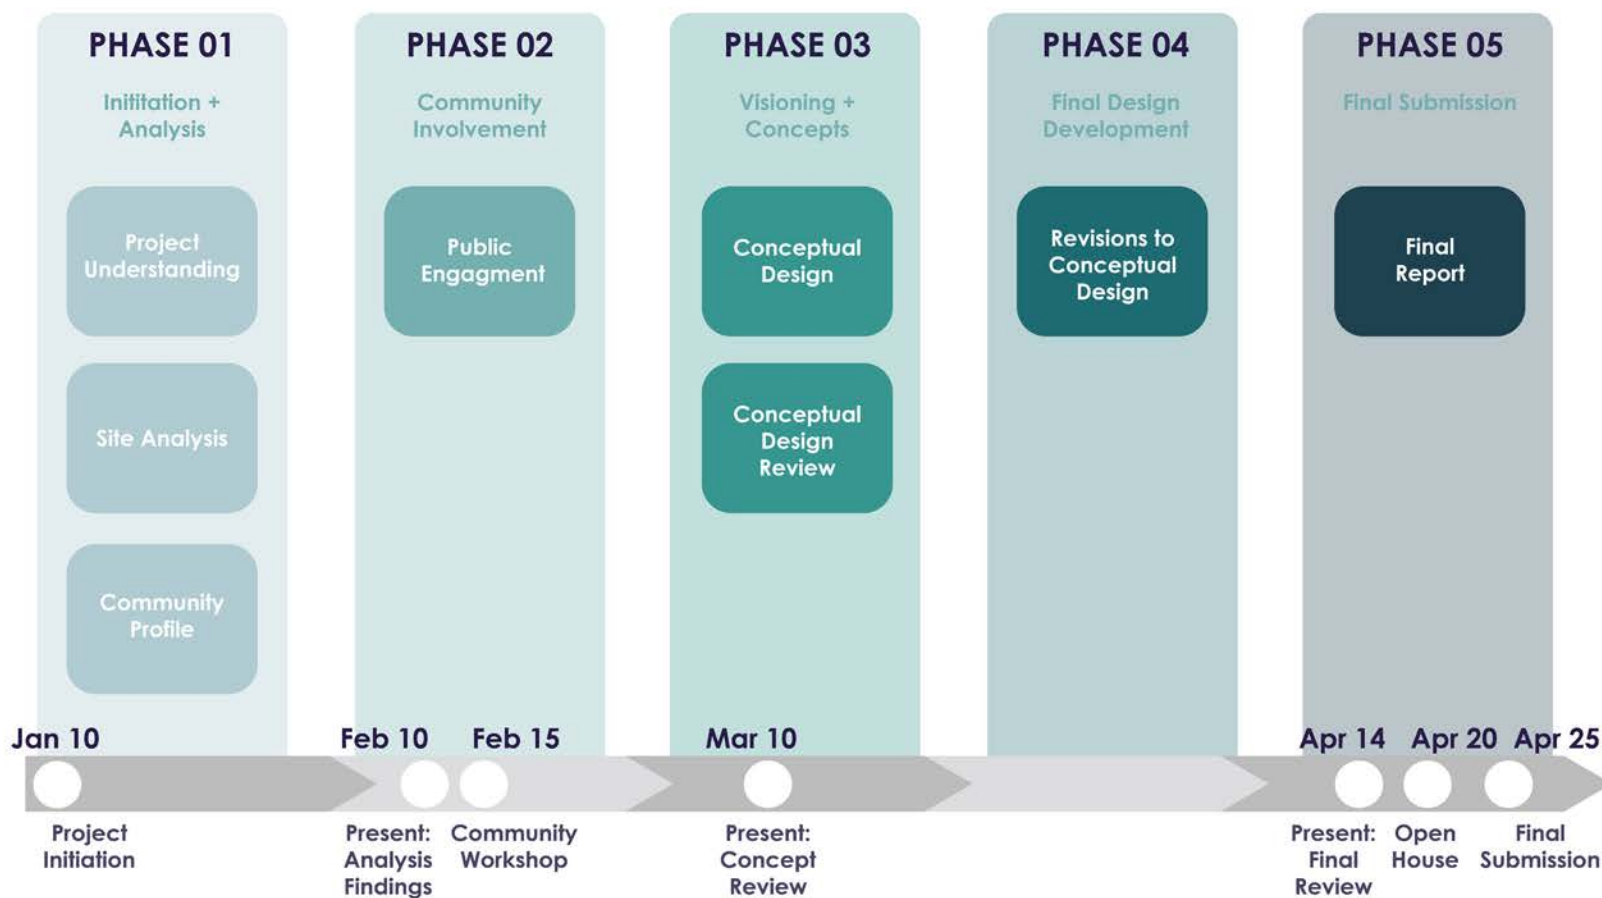 PHASE 01
Inititation +
Analysis
Project
Understanding
Site Analysis
Community
Profile
PHASE 02
Community
Involvement
Public
Engagment
PHASE 03
Visioning +
Concepts
Conceptual
Design
Conceptual
Design
Review
PHASE 04
Final Design
Development
Revisions to
Conceptual
Design
PHASE 05
Final Submission
Final
Report
Jan 10
Project
Initiation
Feb 10
Present:
Analysis
Findings
Feb 15
Community
Workshop
Mar 10
Present:
Concept
Review
Apr 14
Present:
Final
Review
Apr 20
Open
House
Apr 25
Final
Submission